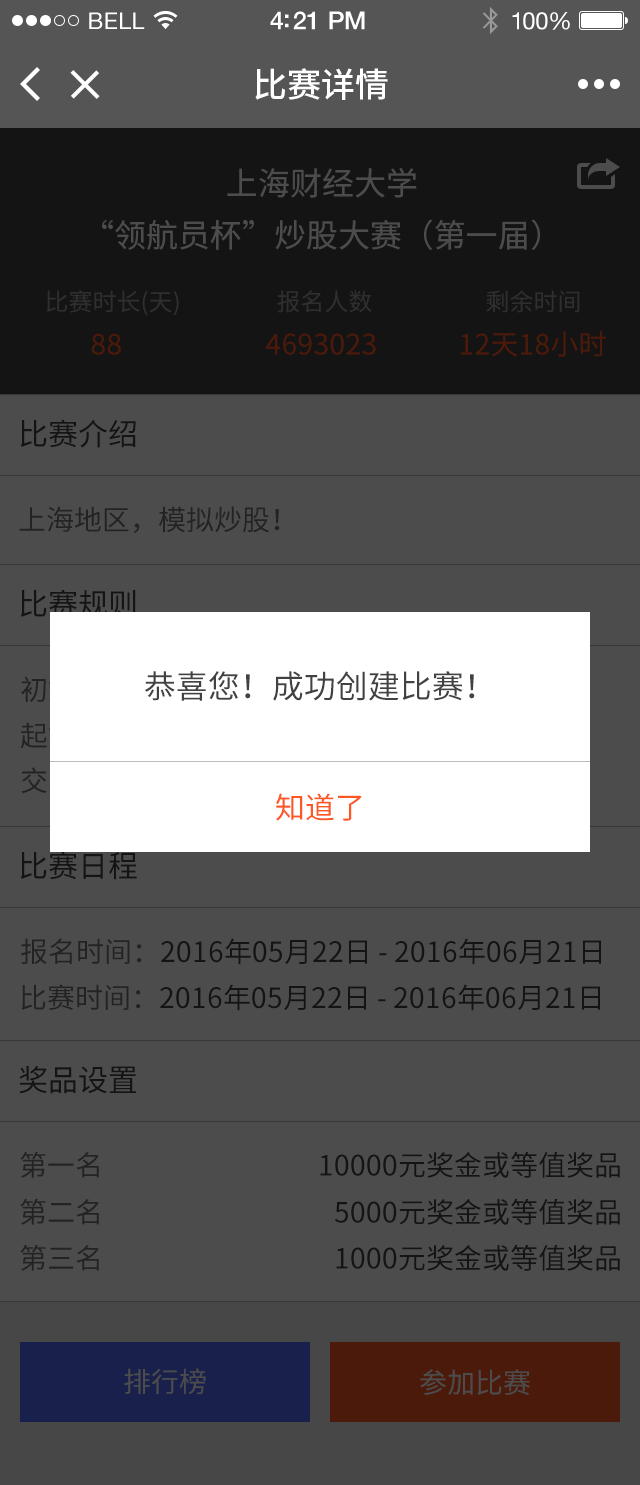 BELL 4:21 PM 100%
比赛详情
上海财经大学
“领航员杯”炒股大赛（第一届）
比赛时长(天) 报名人数 剩余时间
88 4693023 12天18小时
比赛介绍
上海地区，模拟炒股！
比赛规则
初
起
交
恭喜您！成功创建比赛！
知道了
比赛日程
报名时间：2016年05月22日 - 2016年06月21日
比赛时间：2016年05月22日 - 2016年06月21日
奖品设置
第一名 10000元奖金或等值奖品
第二名 5000元奖金或等值奖品
第三名 1000元奖金或等值奖品
排行榜 参加比赛